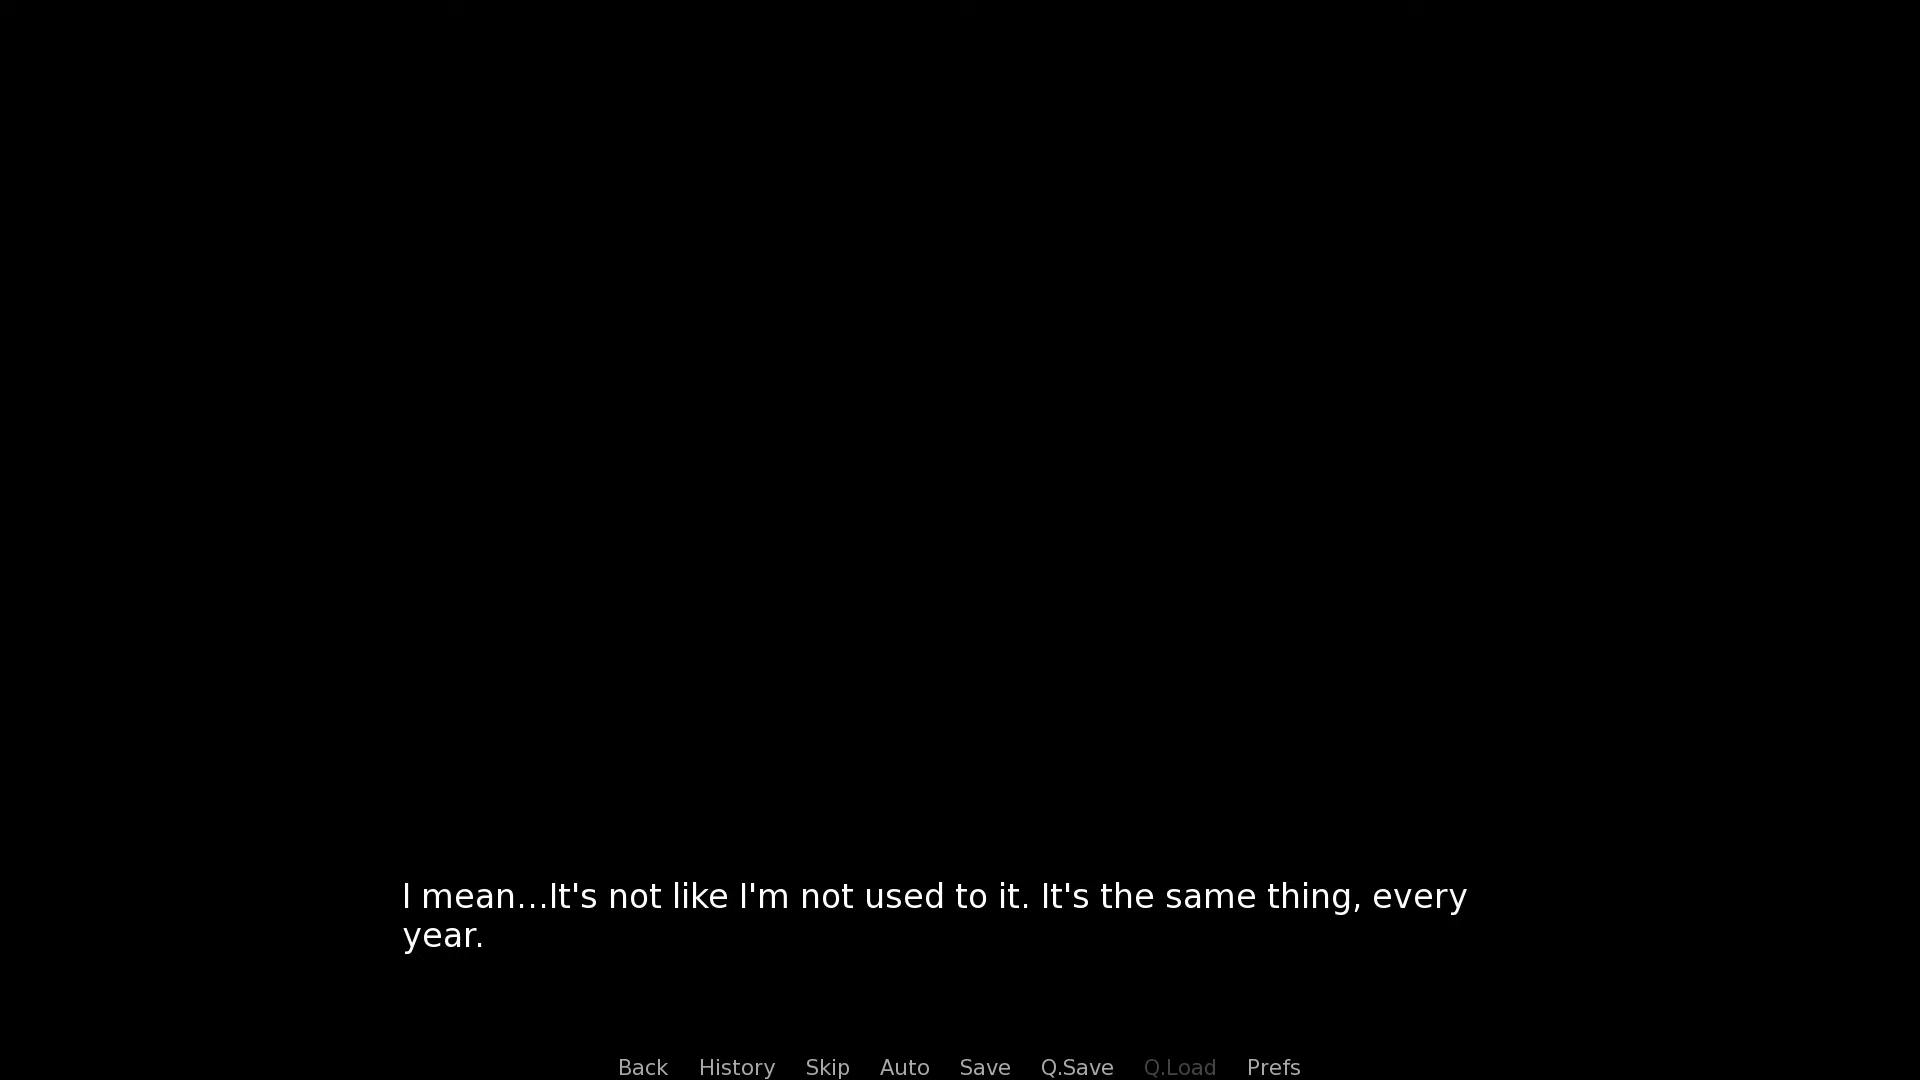 I mean...It's not like I'm not used to it. It's the same thing, every
year.
Back History Skip Auto Save Q.Save Q.Load Prefs